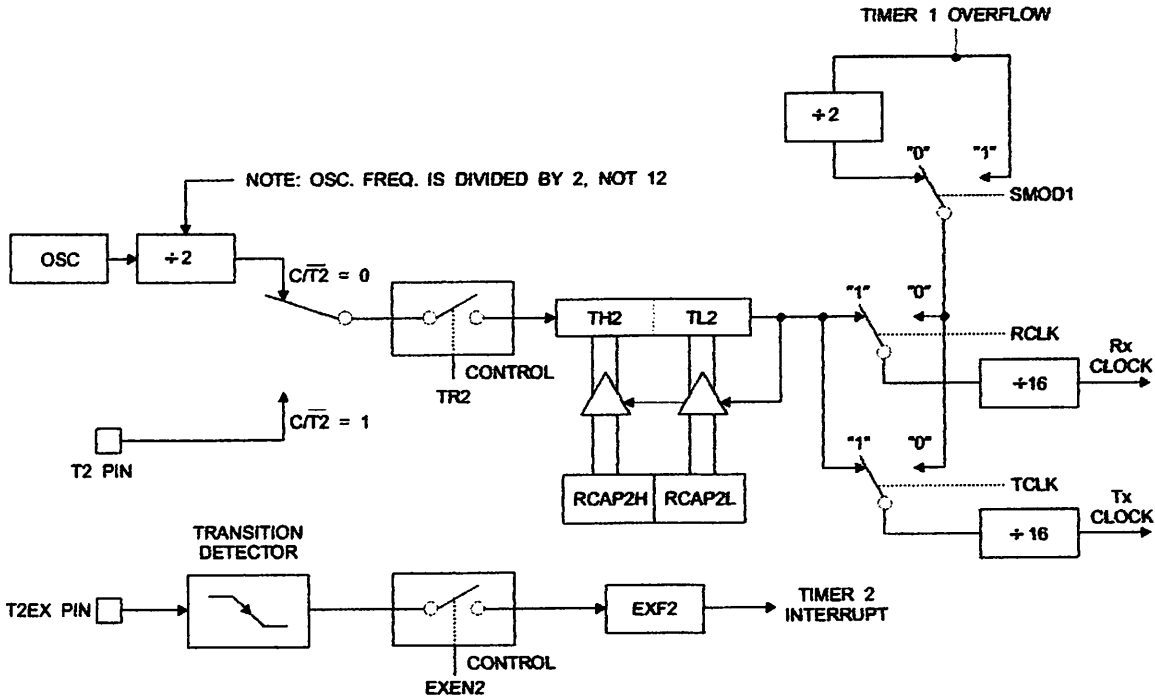 TIMER 1 OVERFLOW
÷2
"0" "1"
NOTE: OSC. FREQ. IS DIVIDED BY 2, NOT 12
SMOD1
OSC
÷2
C/T̅2̅ = 0
TH2
TL2
"1" "0"
RCLK
Rx
CLOCK
CONTROL
TR2
÷16
C/T̅2̅ = 1
T2 PIN
"1" "0"
RCAP2H
RCAP2L
TCLK
Tx
CLOCK
÷16
TRANSITION
DETECTOR
T2EX PIN
EXF2
TIMER 2
INTERRUPT
CONTROL
EXEN2